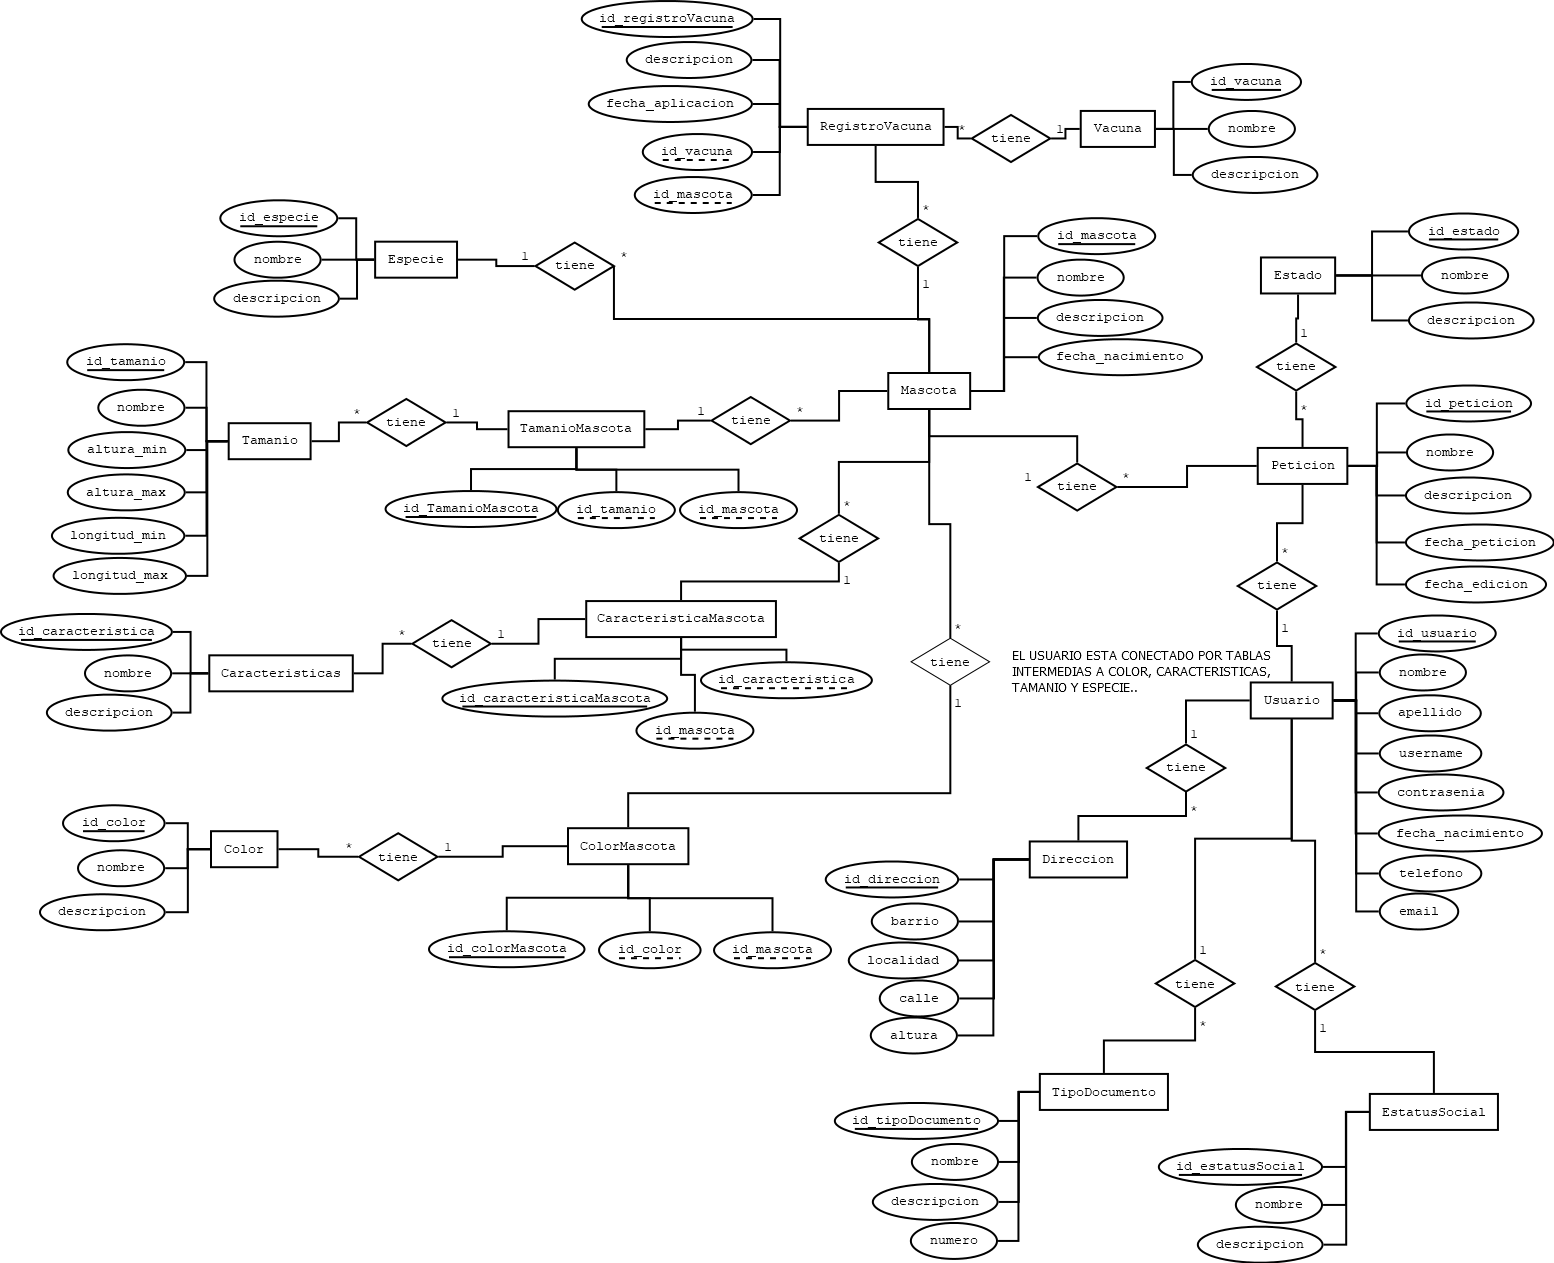 id_registroVacuna
descripcion
fecha_aplicacion
id_vacuna
id_mascota
RegistroVacuna
*
tiene
1
Vacuna
id_vacuna
nombre
descripcion
*
tiene
1
id_especie
nombre
descripcion
Especie
1
tiene
*
id_mascota
nombre
descripcion
fecha_nacimiento
Mascota
Estado
id_estado
nombre
descripcion
1
tiene
*
id_tamanio
nombre
altura_min
altura_max
longitud_min
longitud_max
Tamanio
*
tiene
1
TamanioMascota
1
tiene
*
id_TamanioMascota
id_tamanio
id_mascota
1
tiene
*
Peticion
id_peticion
nombre
descripcion
fecha_peticion
fecha_edicion
*
tiene
1
*
tiene
1
id_caracteristica
nombre
descripcion
Caracteristicas
*
tiene
1
CaracteristicaMascota
id_caracteristicaMascota
id_caracteristica
id_mascota
*
tiene
1
EL USUARIO ESTA CONECTADO POR TABLAS
INTERMEDIAS A COLOR, CARACTERISTICAS,
TAMANIO Y ESPECIE..
Usuario
id_usuario
nombre
apellido
username
contrasenia
fecha_nacimiento
telefono
email
1
tiene
*
id_color
nombre
descripcion
Color
*
tiene
1
ColorMascota
id_colorMascota
id_color
id_mascota
Direccion
id_direccion
barrio
localidad
calle
altura
1
tiene
*
*
tiene
1
TipoDocumento
id_tipoDocumento
nombre
descripcion
numero
EstatusSocial
id_estatusSocial
nombre
descripcion